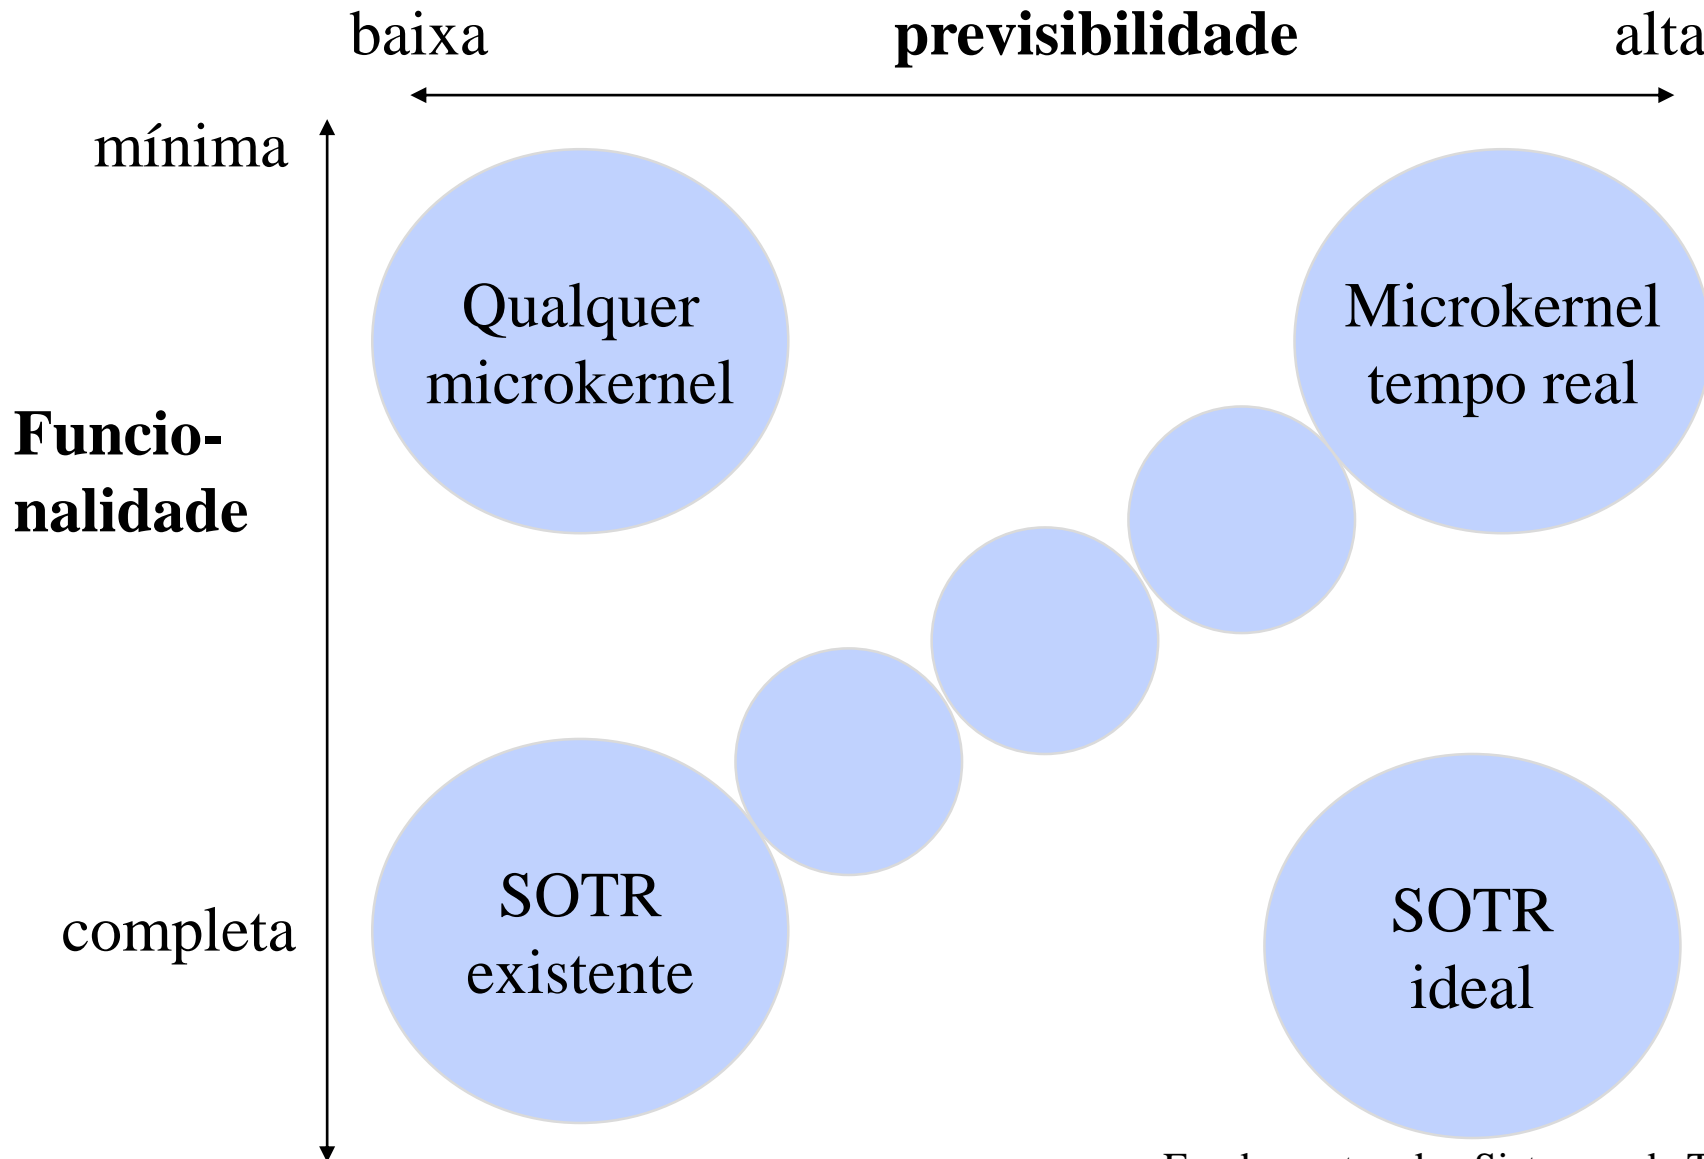 baixa previsibilidade alta
mínima
Qualquer
microkernel
Microkernel
tempo real
Funcio-
nalidade
completa
SOTR
existente
SOTR
ideal